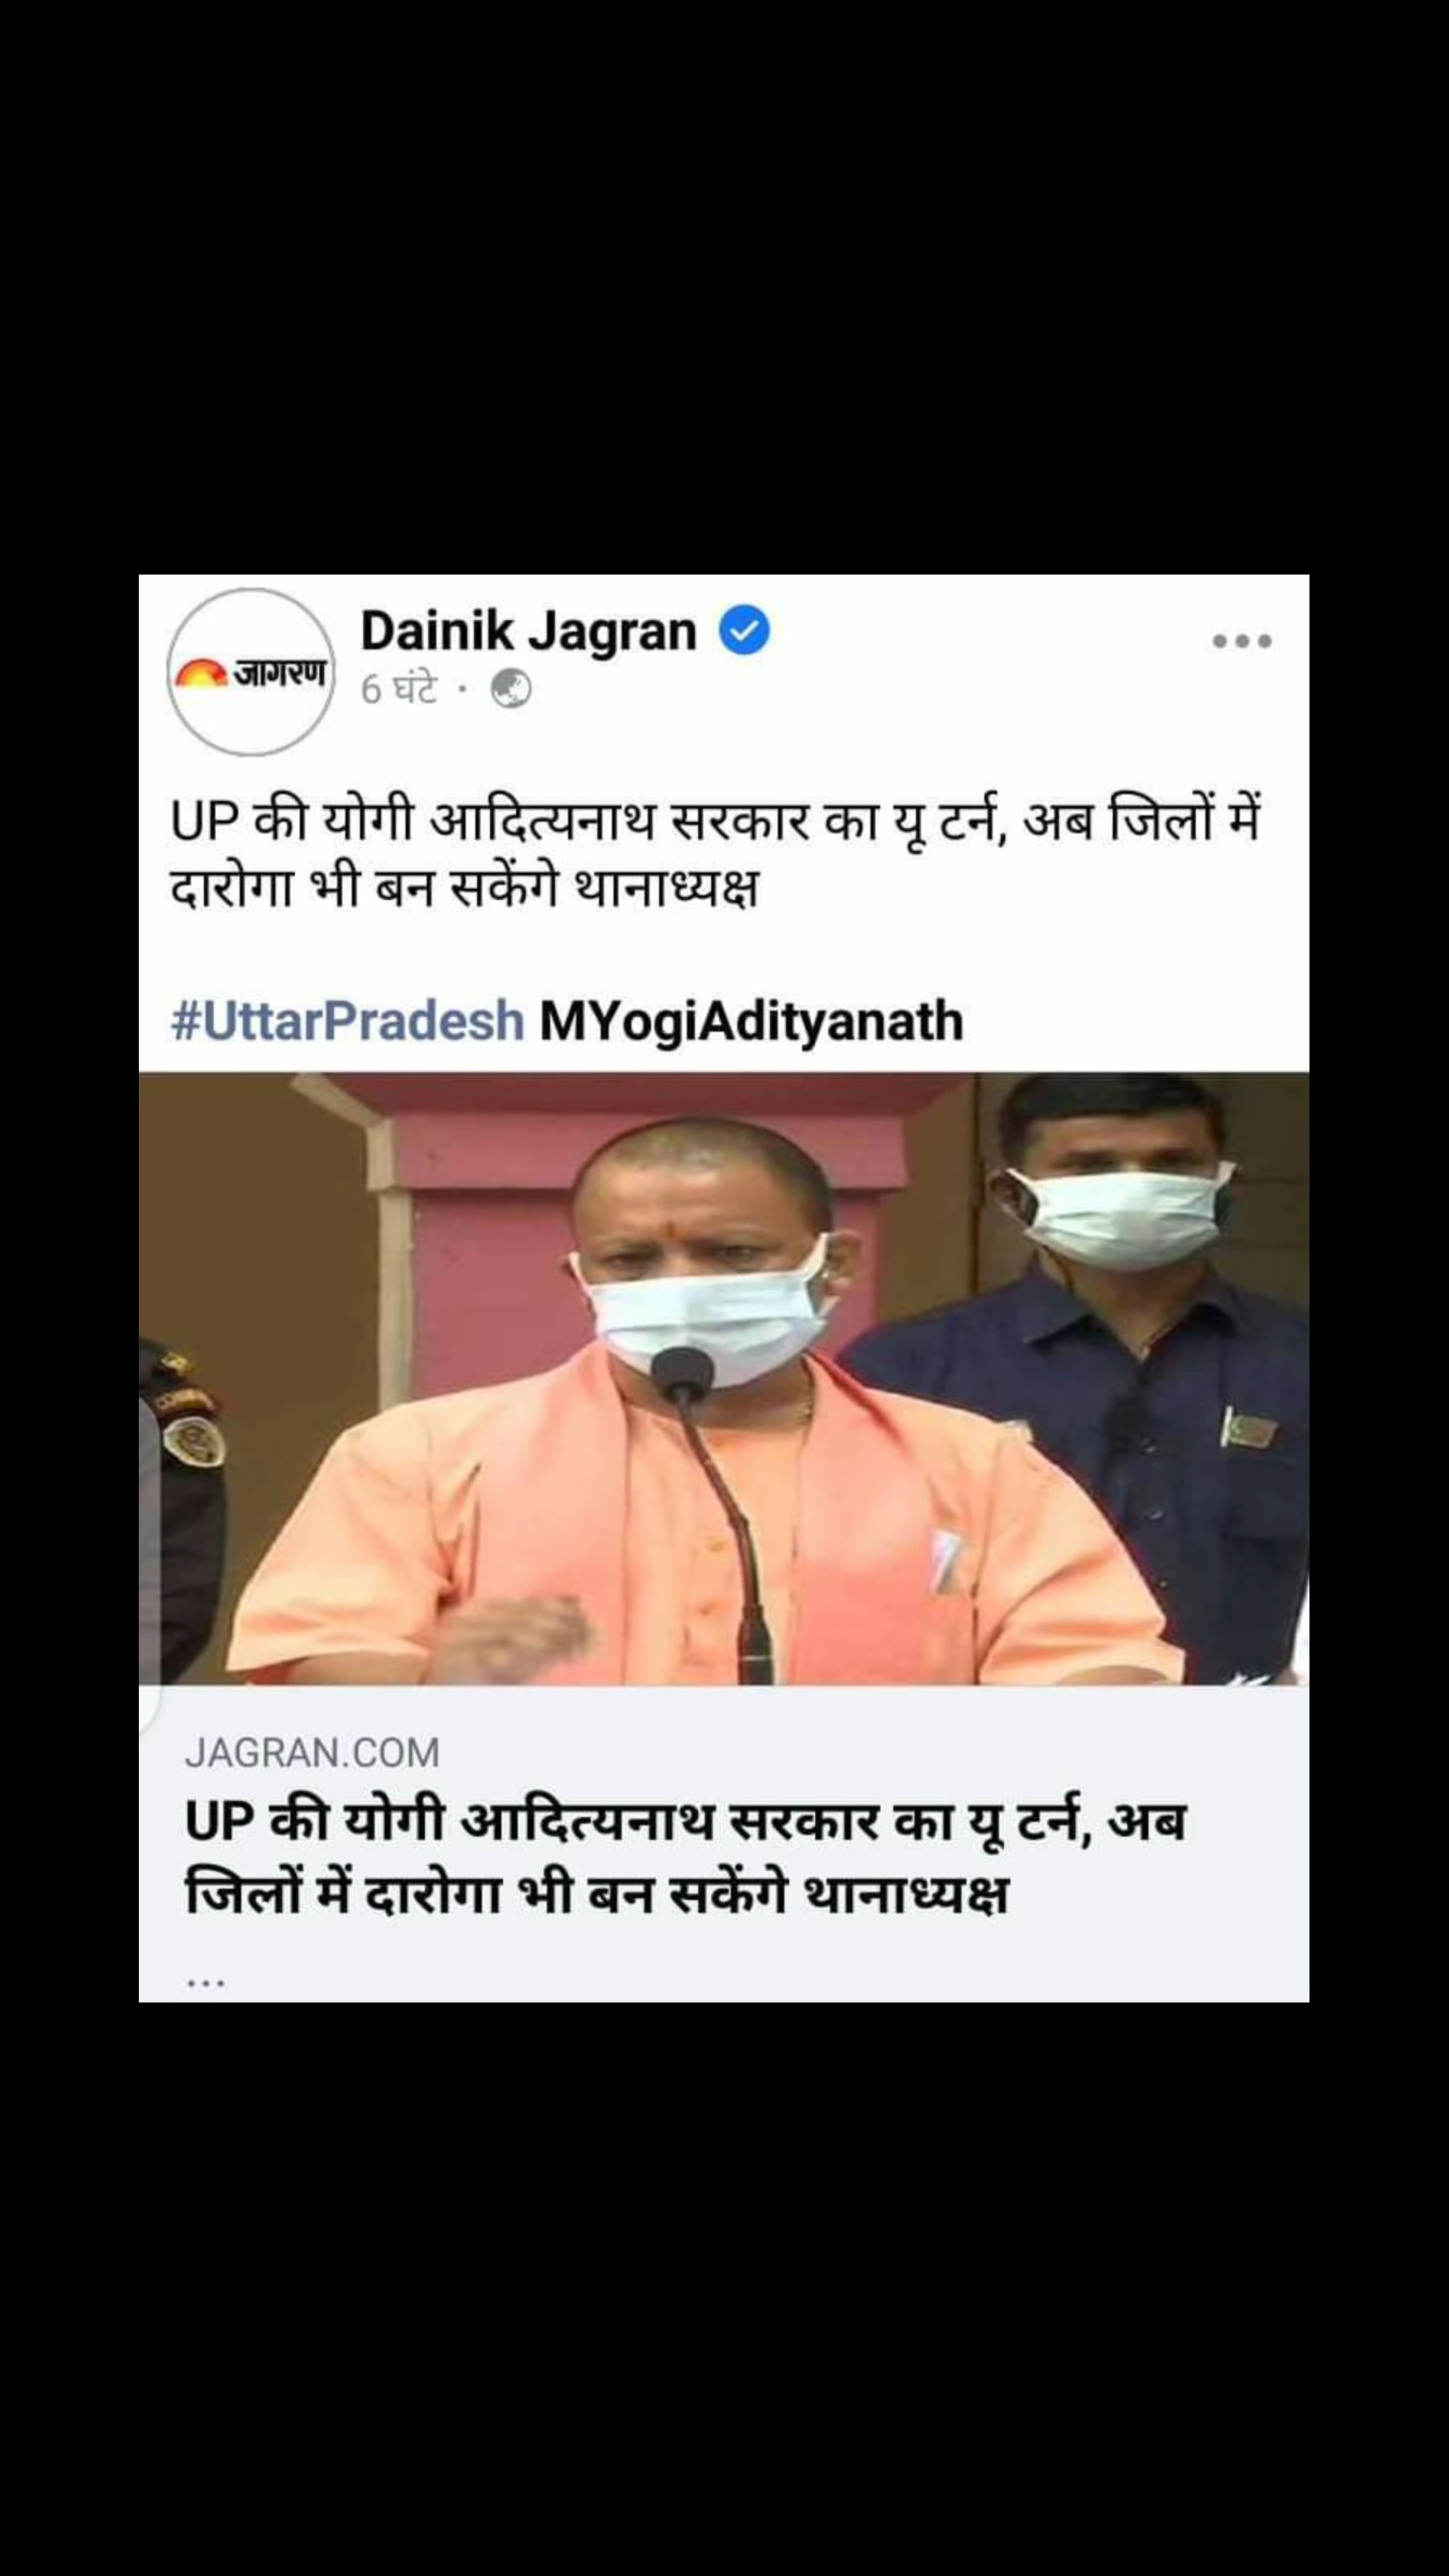 जागरण
Dainik Jagran
6 घंटे ·
UP की योगी आदित्यनाथ सरकार का यू टर्न, अब जिलों में
दारोगा भी बन सकेंगे थानाध्यक्ष
#UttarPradesh MYogiAdityanath
JAGRAN.COM
UP की योगी आदित्यनाथ सरकार का यू टर्न, अब
जिलों में दारोगा भी बन सकेंगे थानाध्यक्ष
...